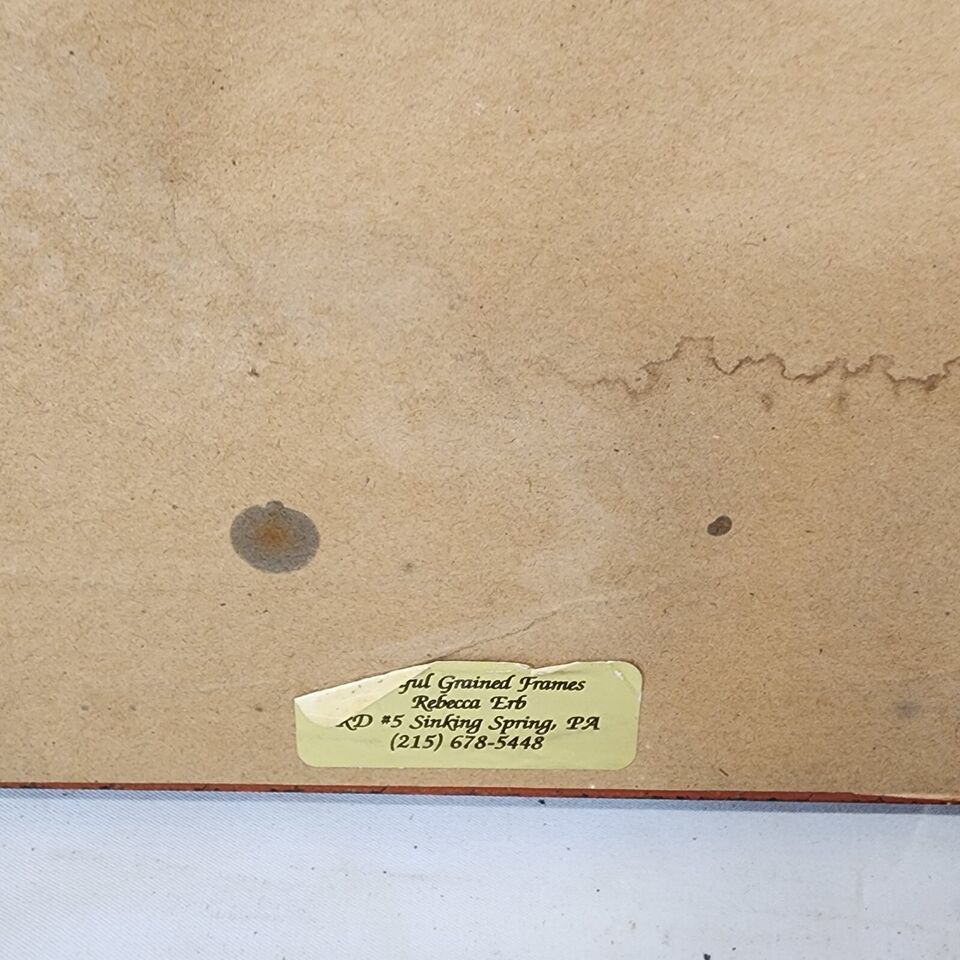 Grained Frames
Rebecca Erb
#5 Sinking Spring, PA
(215) 678-5448